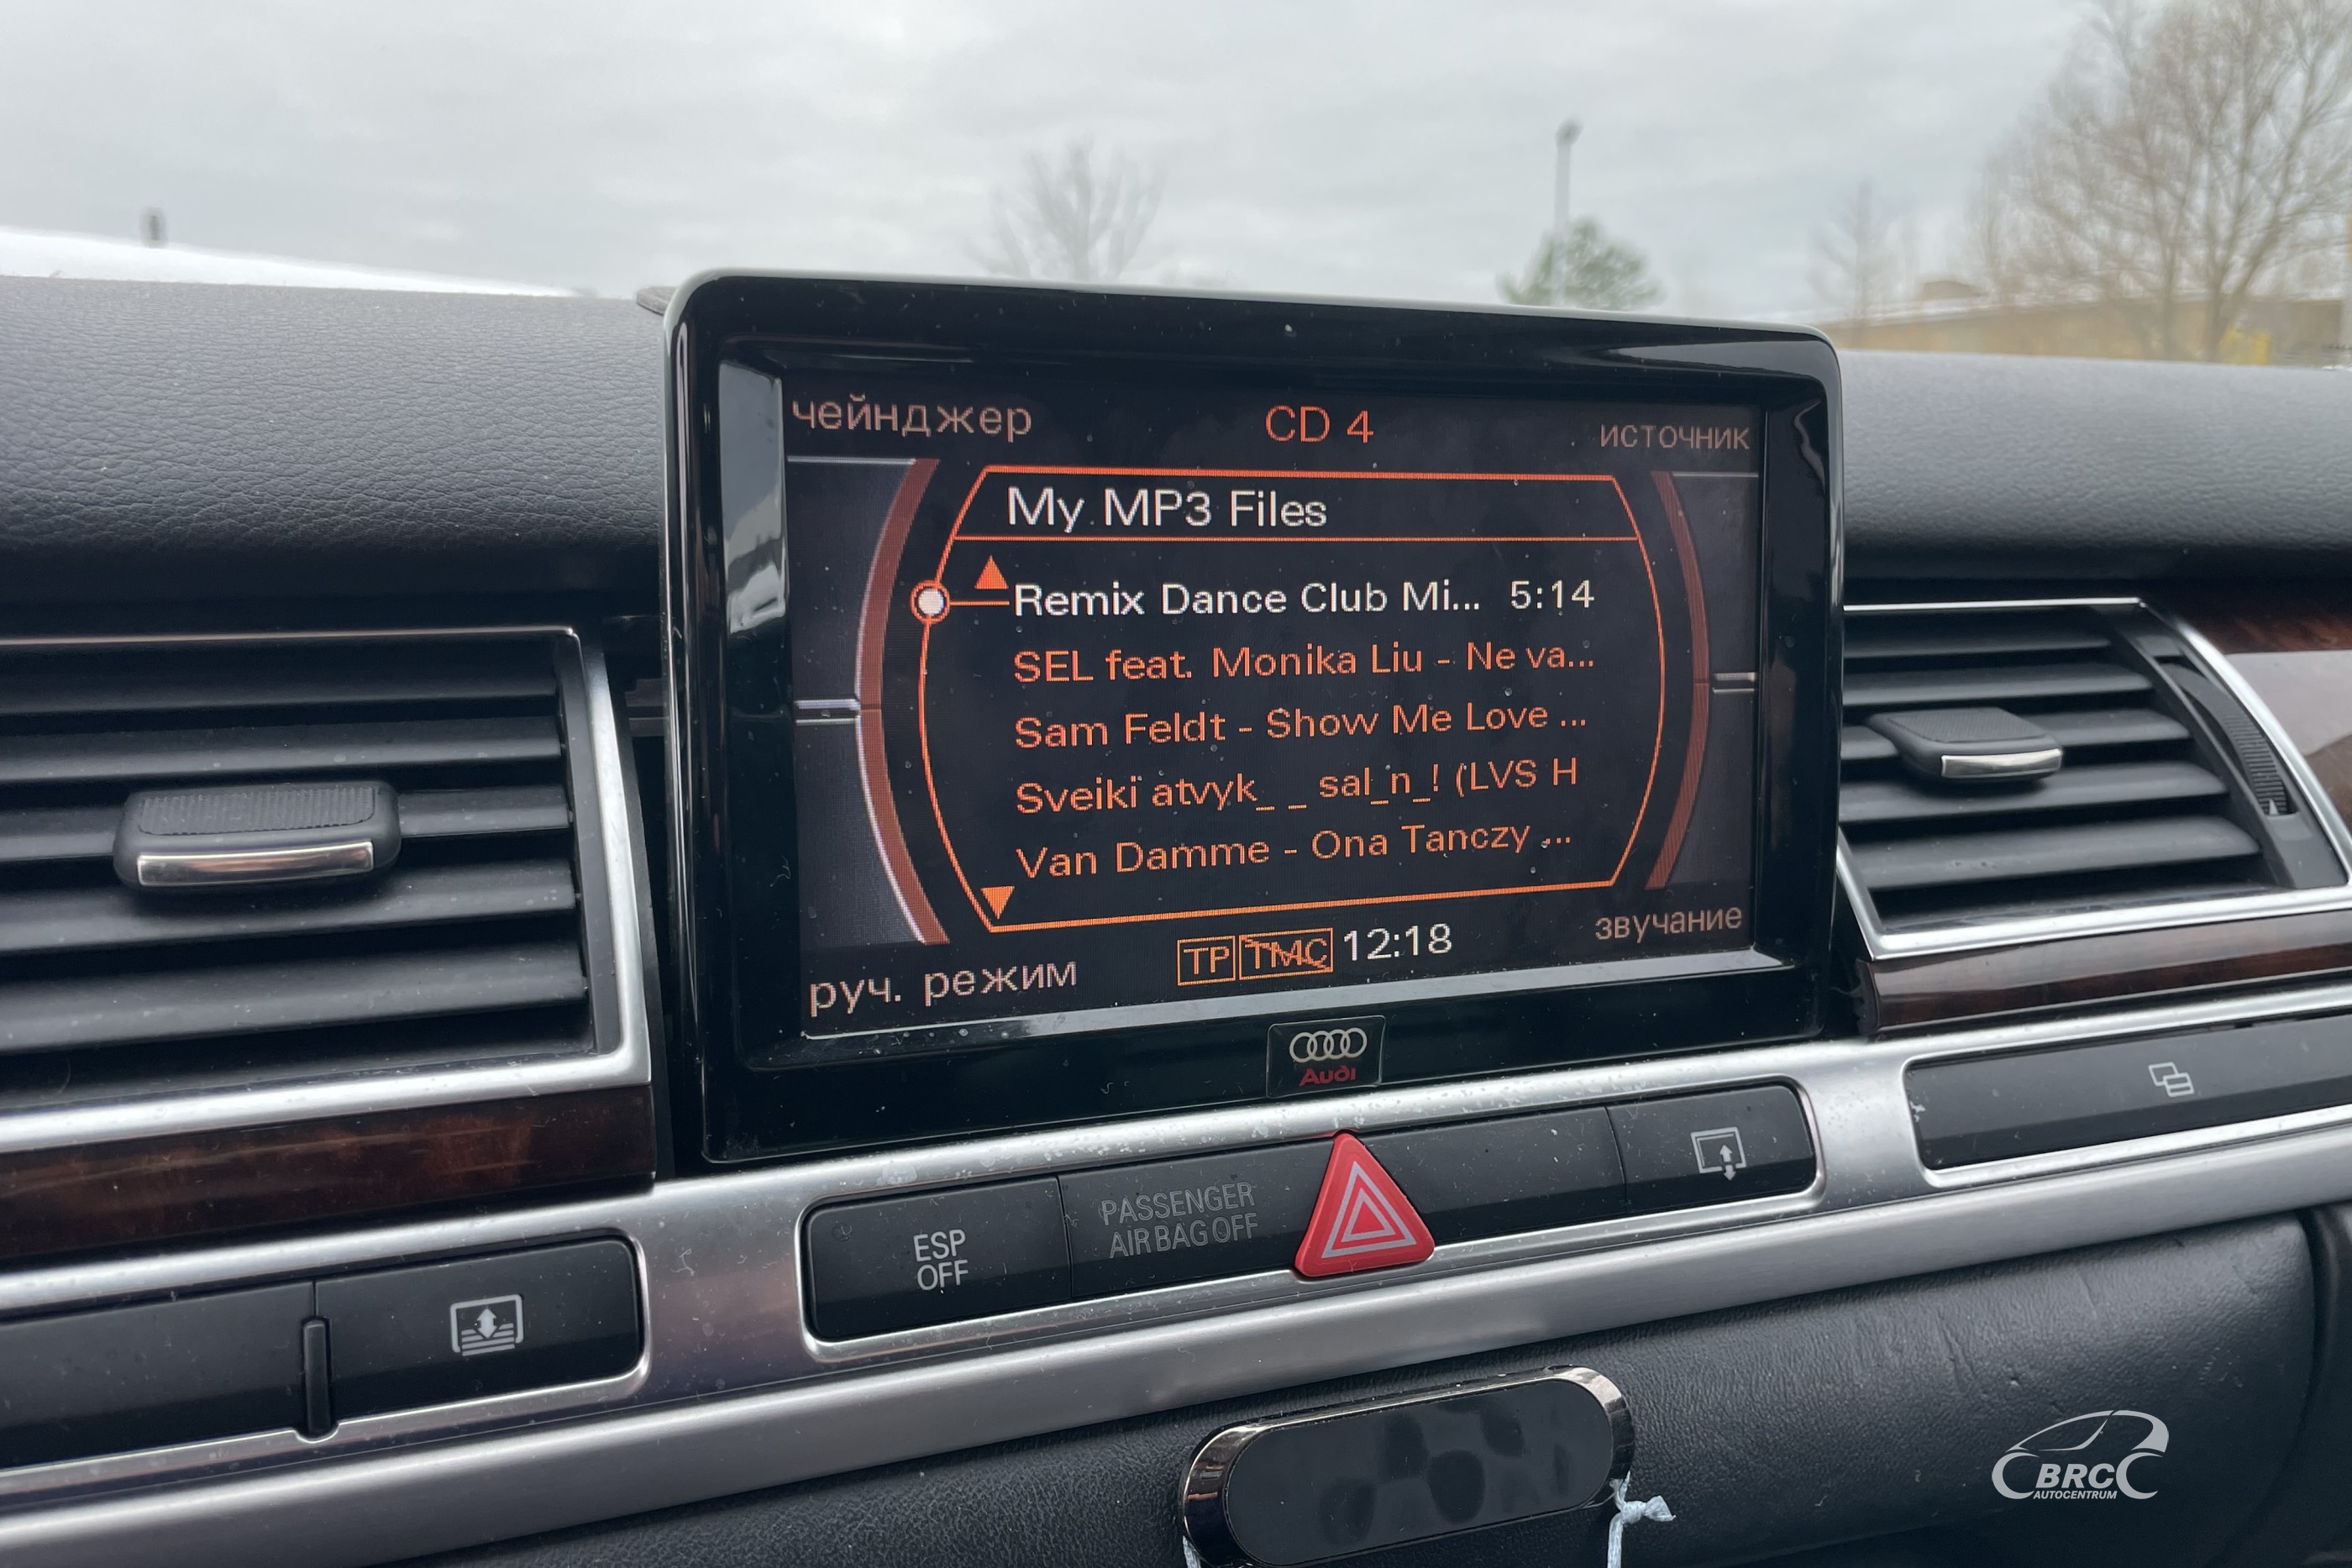 чейнджер CD 4 источник
My MP3 Files
Remix Dance Club Mi... 5:14
SEL feat. Monika Liu - Ne va...
Sam Feldt - Show Me Love ...
Sveiki atvyk_ _ sal_n_! (LVS H
Van Damme - Ona Tanczy ...
руч. режим TP TMC 12:18 звучание
Audi
ESP
OFF
PASSENGER
AIRBAG OFF
BRC
AUTOCENTRUM